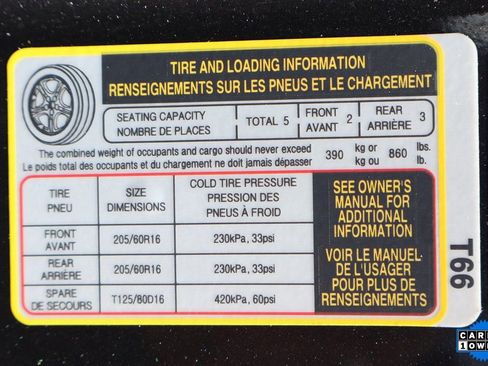 TIRE AND LOADING INFORMATION
RENSEIGNEMENTS SUR LES PNEUS ET LE CHARGEMENT
SEATING CAPACITY
NOMBRE DE PLACES
TOTAL 5
FRONT
AVANT 2
REAR
ARRIÈRE 3
The combined weight of occupants and cargo should never exceed
Le poids total des occupants et du chargement ne doit jamais dépasser
390 kg or
kg ou
860 lbs.
lb.
TIRE
PNEU
SIZE
DIMENSIONS
COLD TIRE PRESSURE
PRESSION DES
PNEUS À FROID
FRONT
AVANT
205/60R16
230kPa, 33psi
REAR
ARRIÈRE
205/60R16
230kPa, 33psi
SPARE
DE SECOURS
T125/80D16
420kPa, 60psi
SEE OWNER'S
MANUAL FOR
ADDITIONAL
INFORMATION
VOIR LE MANUEL
DE L'USAGER
POUR PLUS DE
RENSEIGNEMENTS
T66
CARF
1 OWN